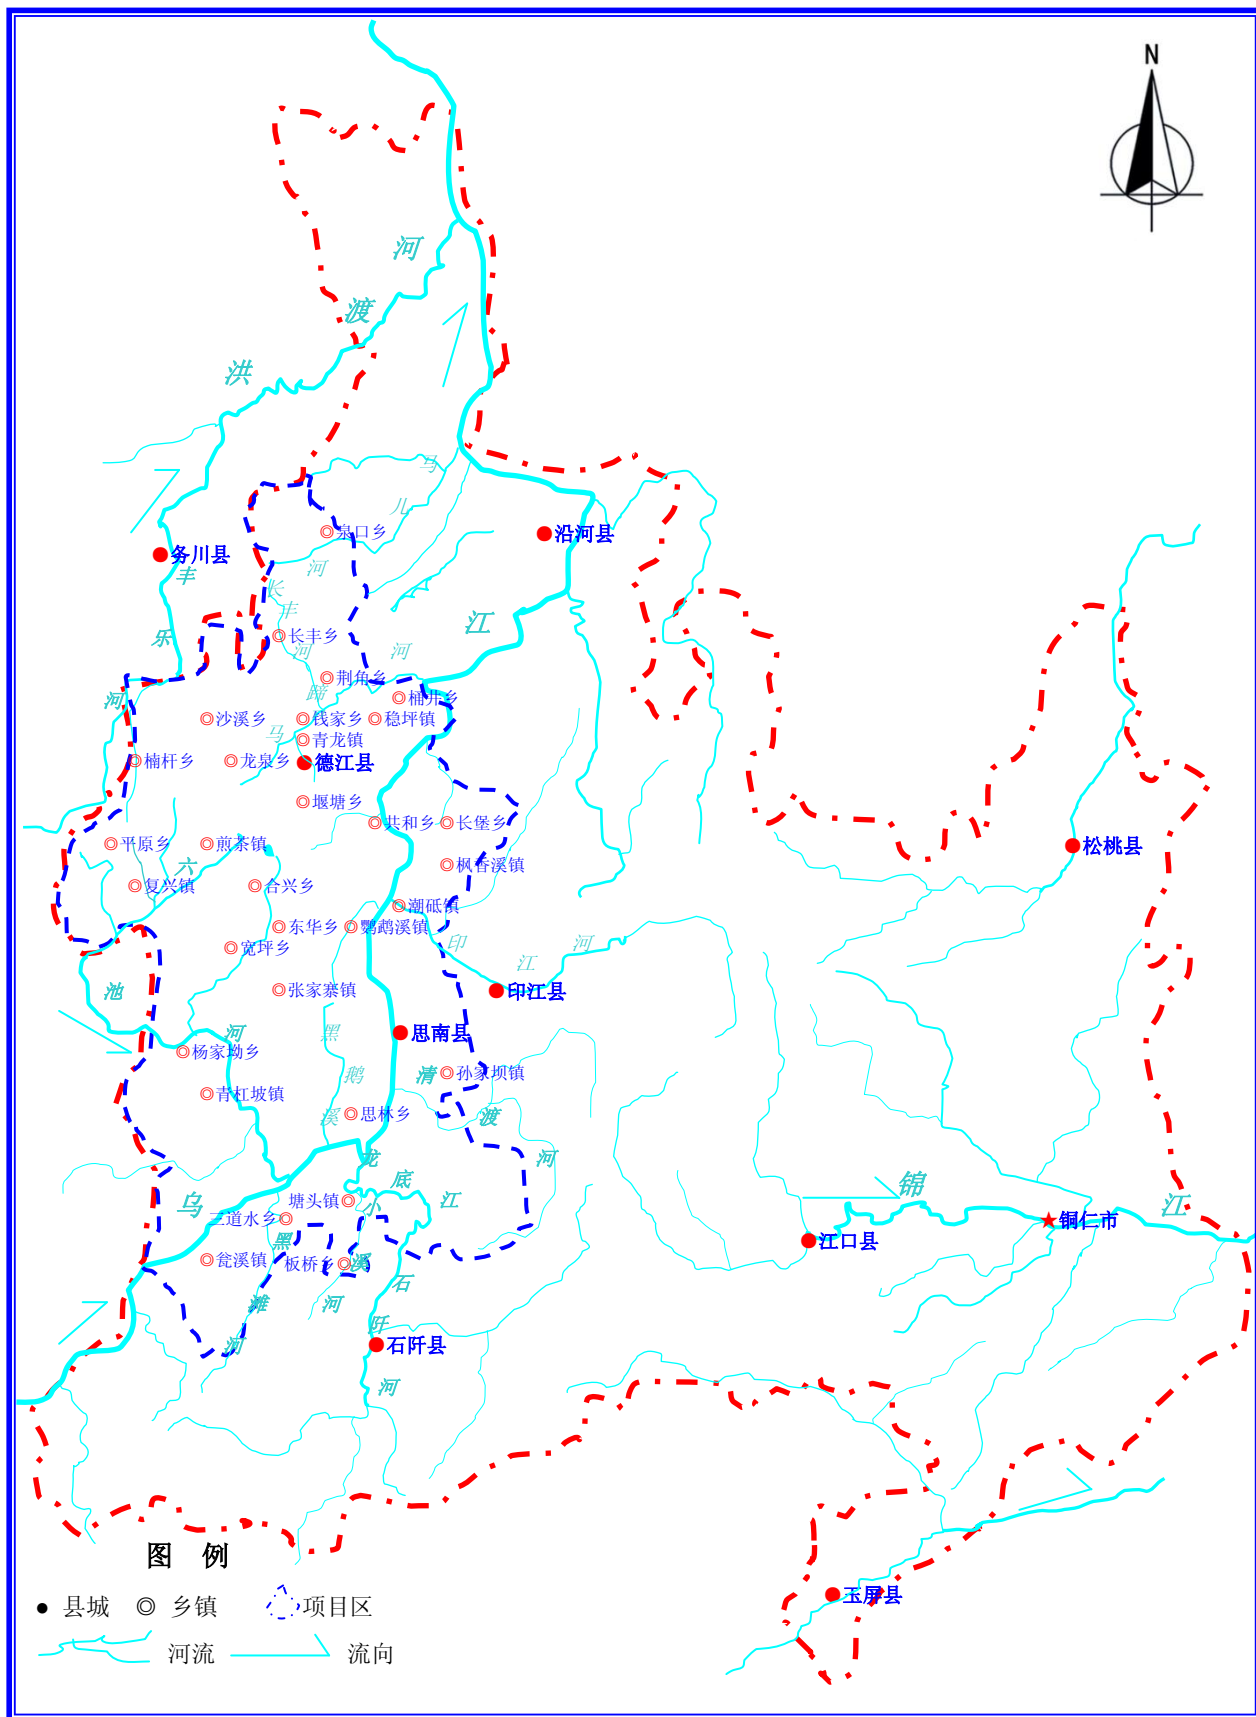 N
河
渡
洪
马
儿
河
泉口乡
沿河县
务川县
丰
乐
河
长
丰
河
长丰乡
江
河
蹄
马
荆角乡
桶井乡
沙溪乡
钱家乡
稳坪镇
青龙镇
楠杆乡
龙泉乡
德江县
堰塘乡
共和乡
长堡乡
平原乡
煎茶镇
松桃县
六
枫香溪镇
复兴镇
合兴乡
潮砥镇
东华乡
鹦鹉溪镇
宽坪乡
印
江
河
池
河
张家寨镇
印江县
黑
鹅
溪
思南县
杨家坳乡
清
渡
河
孙家坝镇
青杠坡镇
思林乡
龙
底
江
乌
塘头镇
小
溪
河
三道水乡
黑
滩
河
瓮溪镇
板桥乡
石
阡
河
石阡县
锦
江
铜仁市
江口县
玉屏县
图 例
县城
乡镇
项目区
河流
流向